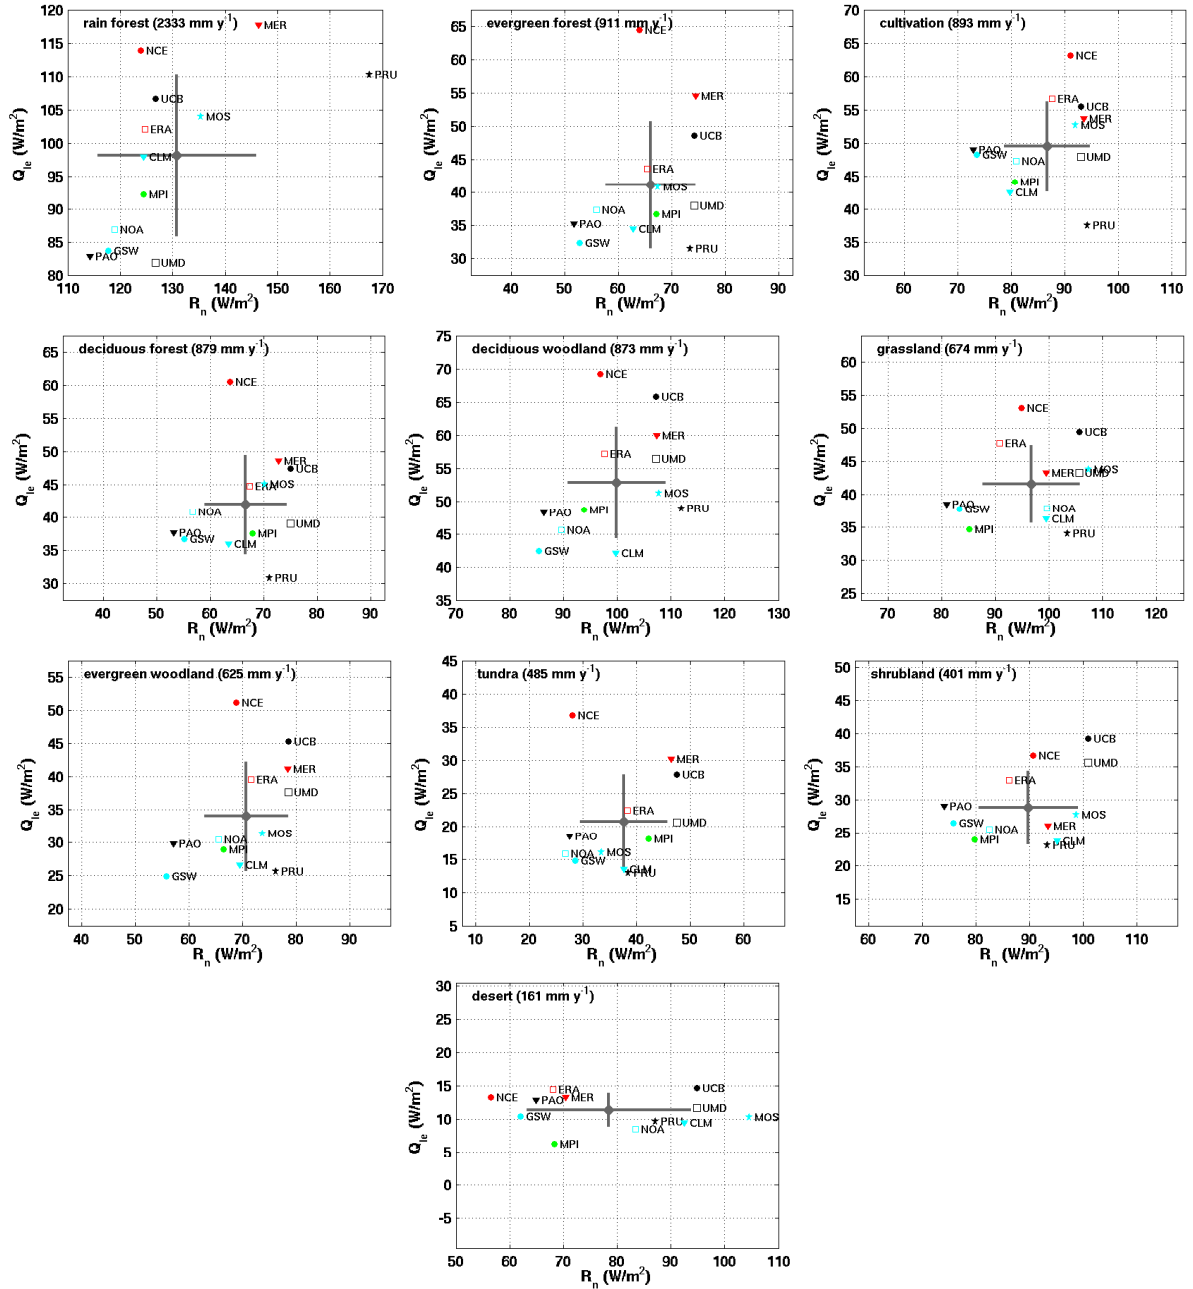 rain forest (2333 mm y-1)
120
115
110
105
100
95
90
85
80
Qle (W/m2)
MER
NCE
PRU
UCB
MOS
ERA
CLM
MPI
NOA
GSW
PAO
UMD
110 120 130 140 150 160 170
Rn (W/m2)
evergreen forest (911 mm y-1)
65
60
55
50
45
40
35
30
Qle (W/m2)
NCE
MER
UCB
ERA
MOS
UMD
NOA
MPI
PAO
CLM
GSW
PRU
40 50 60 70 80 90
Rn (W/m2)
cultivation (893 mm y-1)
70
65
60
55
50
45
40
35
30
Qle (W/m2)
NCE
ERA
UCB
MER
MOS
PAO
GSW
UMD
NOA
MPI
CLM
PRU
60 70 80 90 100 110
Rn (W/m2)
deciduous forest (879 mm y-1)
65
60
55
50
45
40
35
30
Qle (W/m2)
NCE
MER
UCB
ERA
MOS
NOA
UMD
PAO
GSW
MPI
CLM
PRU
40 50 60 70 80 90
Rn (W/m2)
deciduous woodland (873 mm y-1)
75
70
65
60
55
50
45
40
35
Qle (W/m2)
NCE
UCB
MER
ERA
UMD
MOS
PRU
PAO
MPI
NOA
GSW
CLM
70 80 90 100 110 120 130
Rn (W/m2)
grassland (674 mm y-1)
60
55
50
45
40
35
30
25
Qle (W/m2)
NCE
UCB
ERA
MER
MOS
UMD
PAO
GSW
NOA
CLM
MPI
PRU
70 80 90 100 110 120
Rn (W/m2)
evergreen woodland (625 mm y-1)
55
50
45
40
35
30
25
20
Qle (W/m2)
NCE
UCB
MER
ERA
UMD
MOS
NOA
PAO
MPI
CLM
PRU
GSW
40 50 60 70 80 90
Rn (W/m2)
tundra (485 mm y-1)
45
40
35
30
25
20
15
10
5
Qle (W/m2)
NCE
MER
UCB
ERA
UMD
PAO
MPI
NOA
MOS
GSW
CLM
PRU
10 20 30 40 50 60
Rn (W/m2)
shrubland (401 mm y-1)
50
45
40
35
30
25
20
15
Qle (W/m2)
UCB
NCE
UMD
ERA
PAO
MOS
GSW
NOA
MER
MPI
CLM
PRU
60 70 80 90 100 110
Rn (W/m2)
desert (161 mm y-1)
30
25
20
15
10
5
0
-5
Qle (W/m2)
ERA
UCB
NCE
PAO
MER
UMD
GSW
PRU
CLM
MOS
NOA
MPI
50 60 70 80 90 100 110
Rn (W/m2)